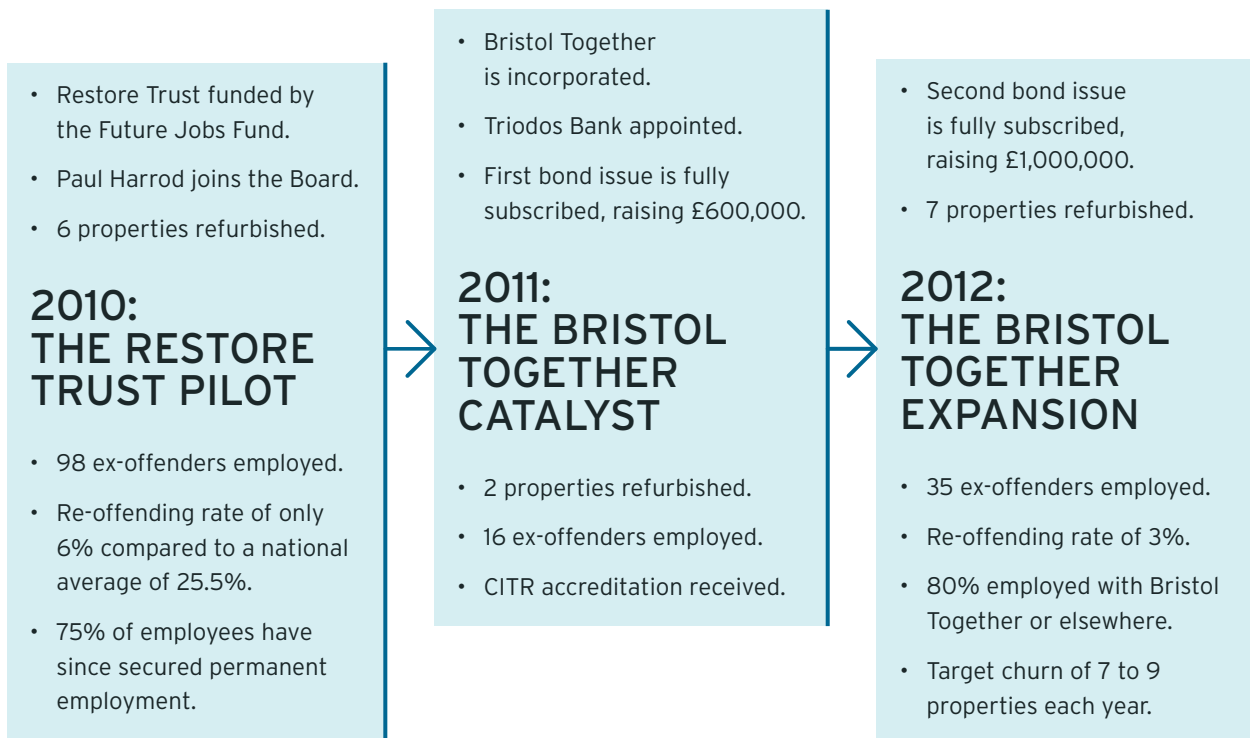 • Restore Trust funded by
the Future Jobs Fund.
• Paul Harrod joins the Board.
• 6 properties refurbished.
2010:
THE RESTORE
TRUST PILOT
• 98 ex-offenders employed.
• Re-offending rate of only
6% compared to a national
average of 25.5%.
• 75% of employees have
since secured permanent
employment.
• Bristol Together
is incorporated.
• Triodos Bank appointed.
• First bond issue is fully
subscribed, raising £600,000.
2011:
THE BRISTOL
TOGETHER
CATALYST
• 2 properties refurbished.
• 16 ex-offenders employed.
• CITR accreditation received.
• Second bond issue
is fully subscribed,
raising £1,000,000.
• 7 properties refurbished.
2012:
THE BRISTOL
TOGETHER
EXPANSION
• 35 ex-offenders employed.
• Re-offending rate of 3%.
• 80% employed with Bristol
Together or elsewhere.
• Target churn of 7 to 9
properties each year.